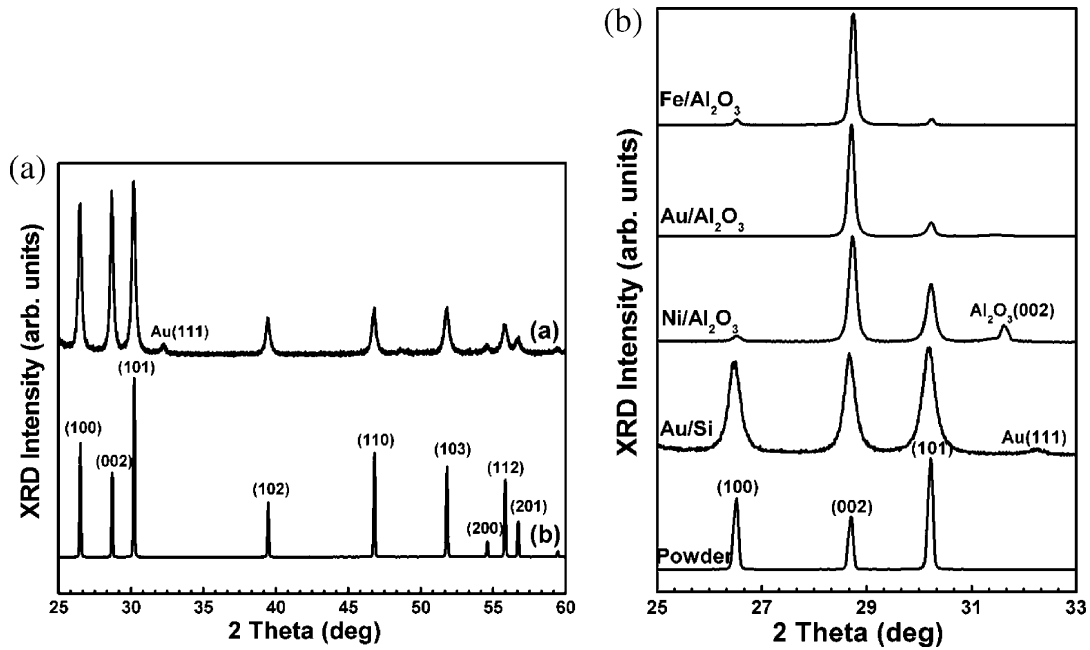 (a)
XRD Intensity (arb. units)
Au(111)
(a)
(101)
(100)
(002)
(110)
(103)
(112)
(102)
(201)
(200)
(b)
25 30 35 40 45 50 55 60
2 Theta (deg)
(b)
XRD Intensity (arb. units)
Fe/Al₂O₃
Au/Al₂O₃
Ni/Al₂O₃
Al₂O₃(002)
Au/Si
Au(111)
(101)
(100)
(002)
Powder
25 27 29 31 33
2 Theta (deg)